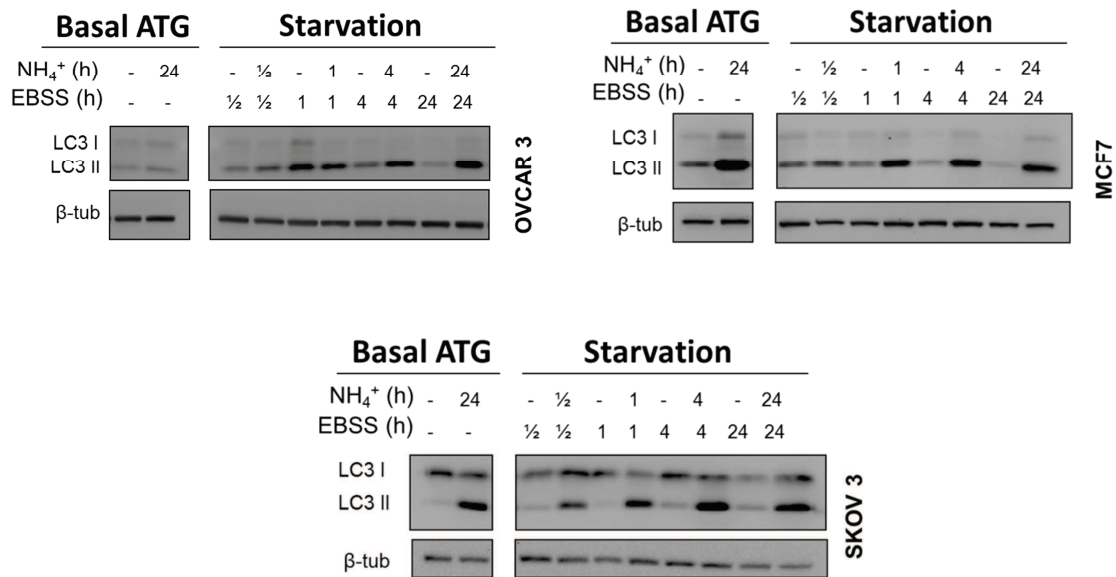 Basal ATG Starvation
NH₄⁺ (h) - 24 - ½ - 1 - 4 - 24
EBSS (h) - - ½ ½ 1 1 4 4 24 24
LC3 I
LC3 II
β-tub
OVCAR 3
Basal ATG Starvation
NH₄⁺ (h) - 24 - ½ - 1 - 4 - 24
EBSS (h) - - ½ ½ 1 1 4 4 24 24
LC3 I
LC3 II
β-tub
MCF7
Basal ATG Starvation
NH₄⁺ (h) - 24 - ½ - 1 - 4 - 24
EBSS (h) - - ½ ½ 1 1 4 4 24 24
LC3 I
LC3 II
β-tub
SKOV 3